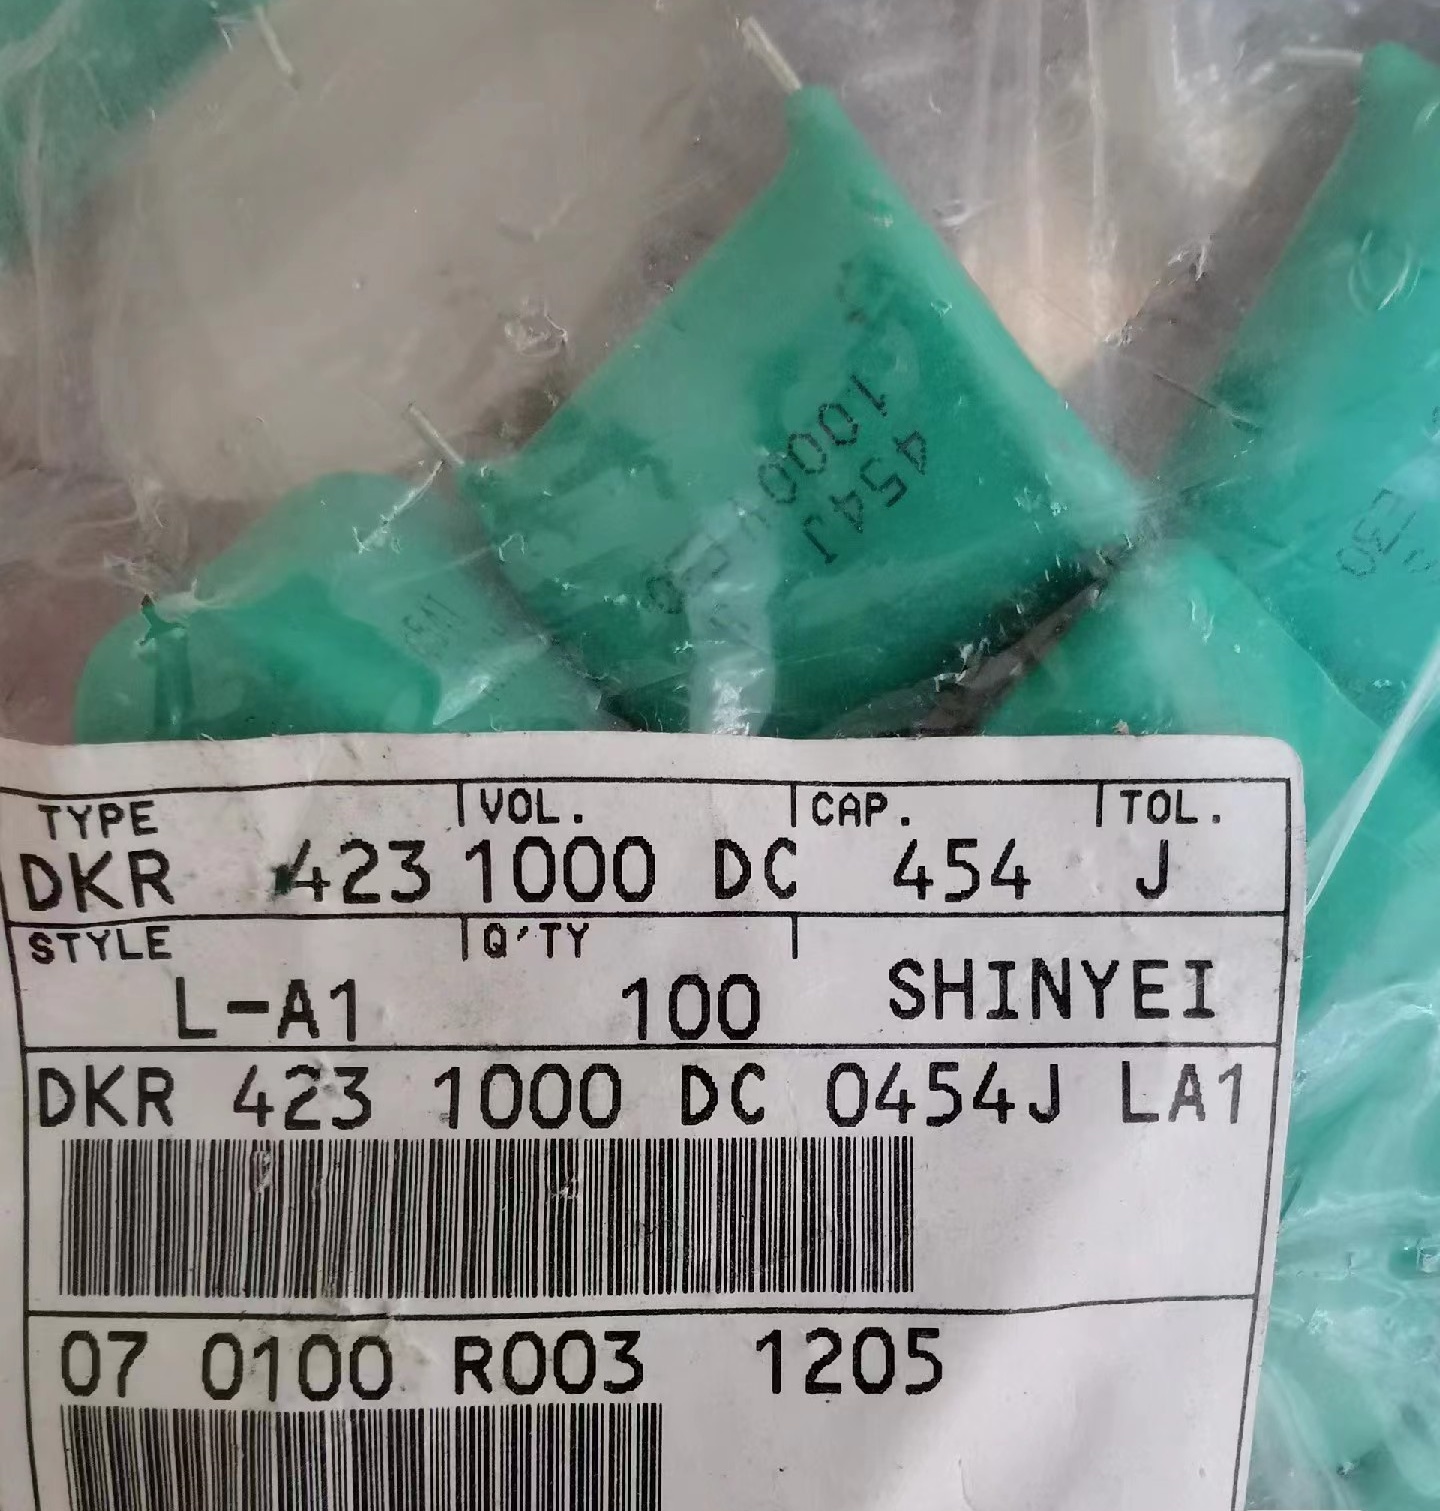 1000
454J
TYPE VOL. CAP. TOL.
DKR 423 1000 DC 454 J
STYLE Q'TY
L-A1 100 SHINYEI
DKR 423 1000 DC 0454J LA1
07 0100 R003 1205